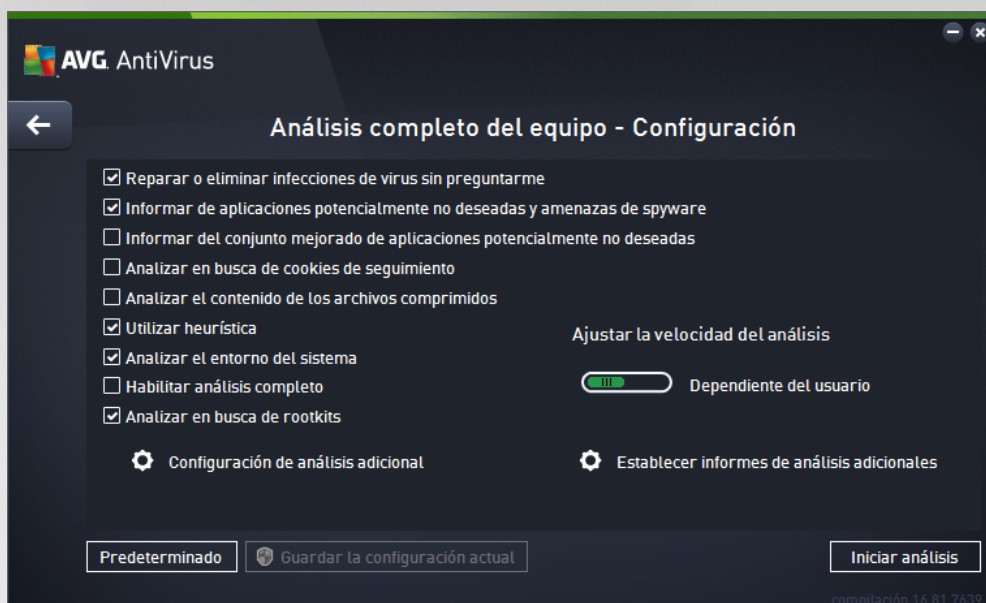 AVG. AntiVirus
Análisis completo del equipo - Configuración
Reparar o eliminar infecciones de virus sin preguntarme
Informar de aplicaciones potencialmente no deseadas y amenazas de spyware
Informar del conjunto mejorado de aplicaciones potencialmente no deseadas
Analizar en busca de cookies de seguimiento
Analizar el contenido de los archivos comprimidos
Utilizar heurística
Analizar el entorno del sistema
Habilitar análisis completo
Analizar en busca de rootkits
Ajustar la velocidad del análisis
Dependiente del usuario
Configuración de análisis adicional
Establecer informes de análisis adicionales
Predeterminado
Guardar la configuración actual
Iniciar análisis
compilación 16.81.7639